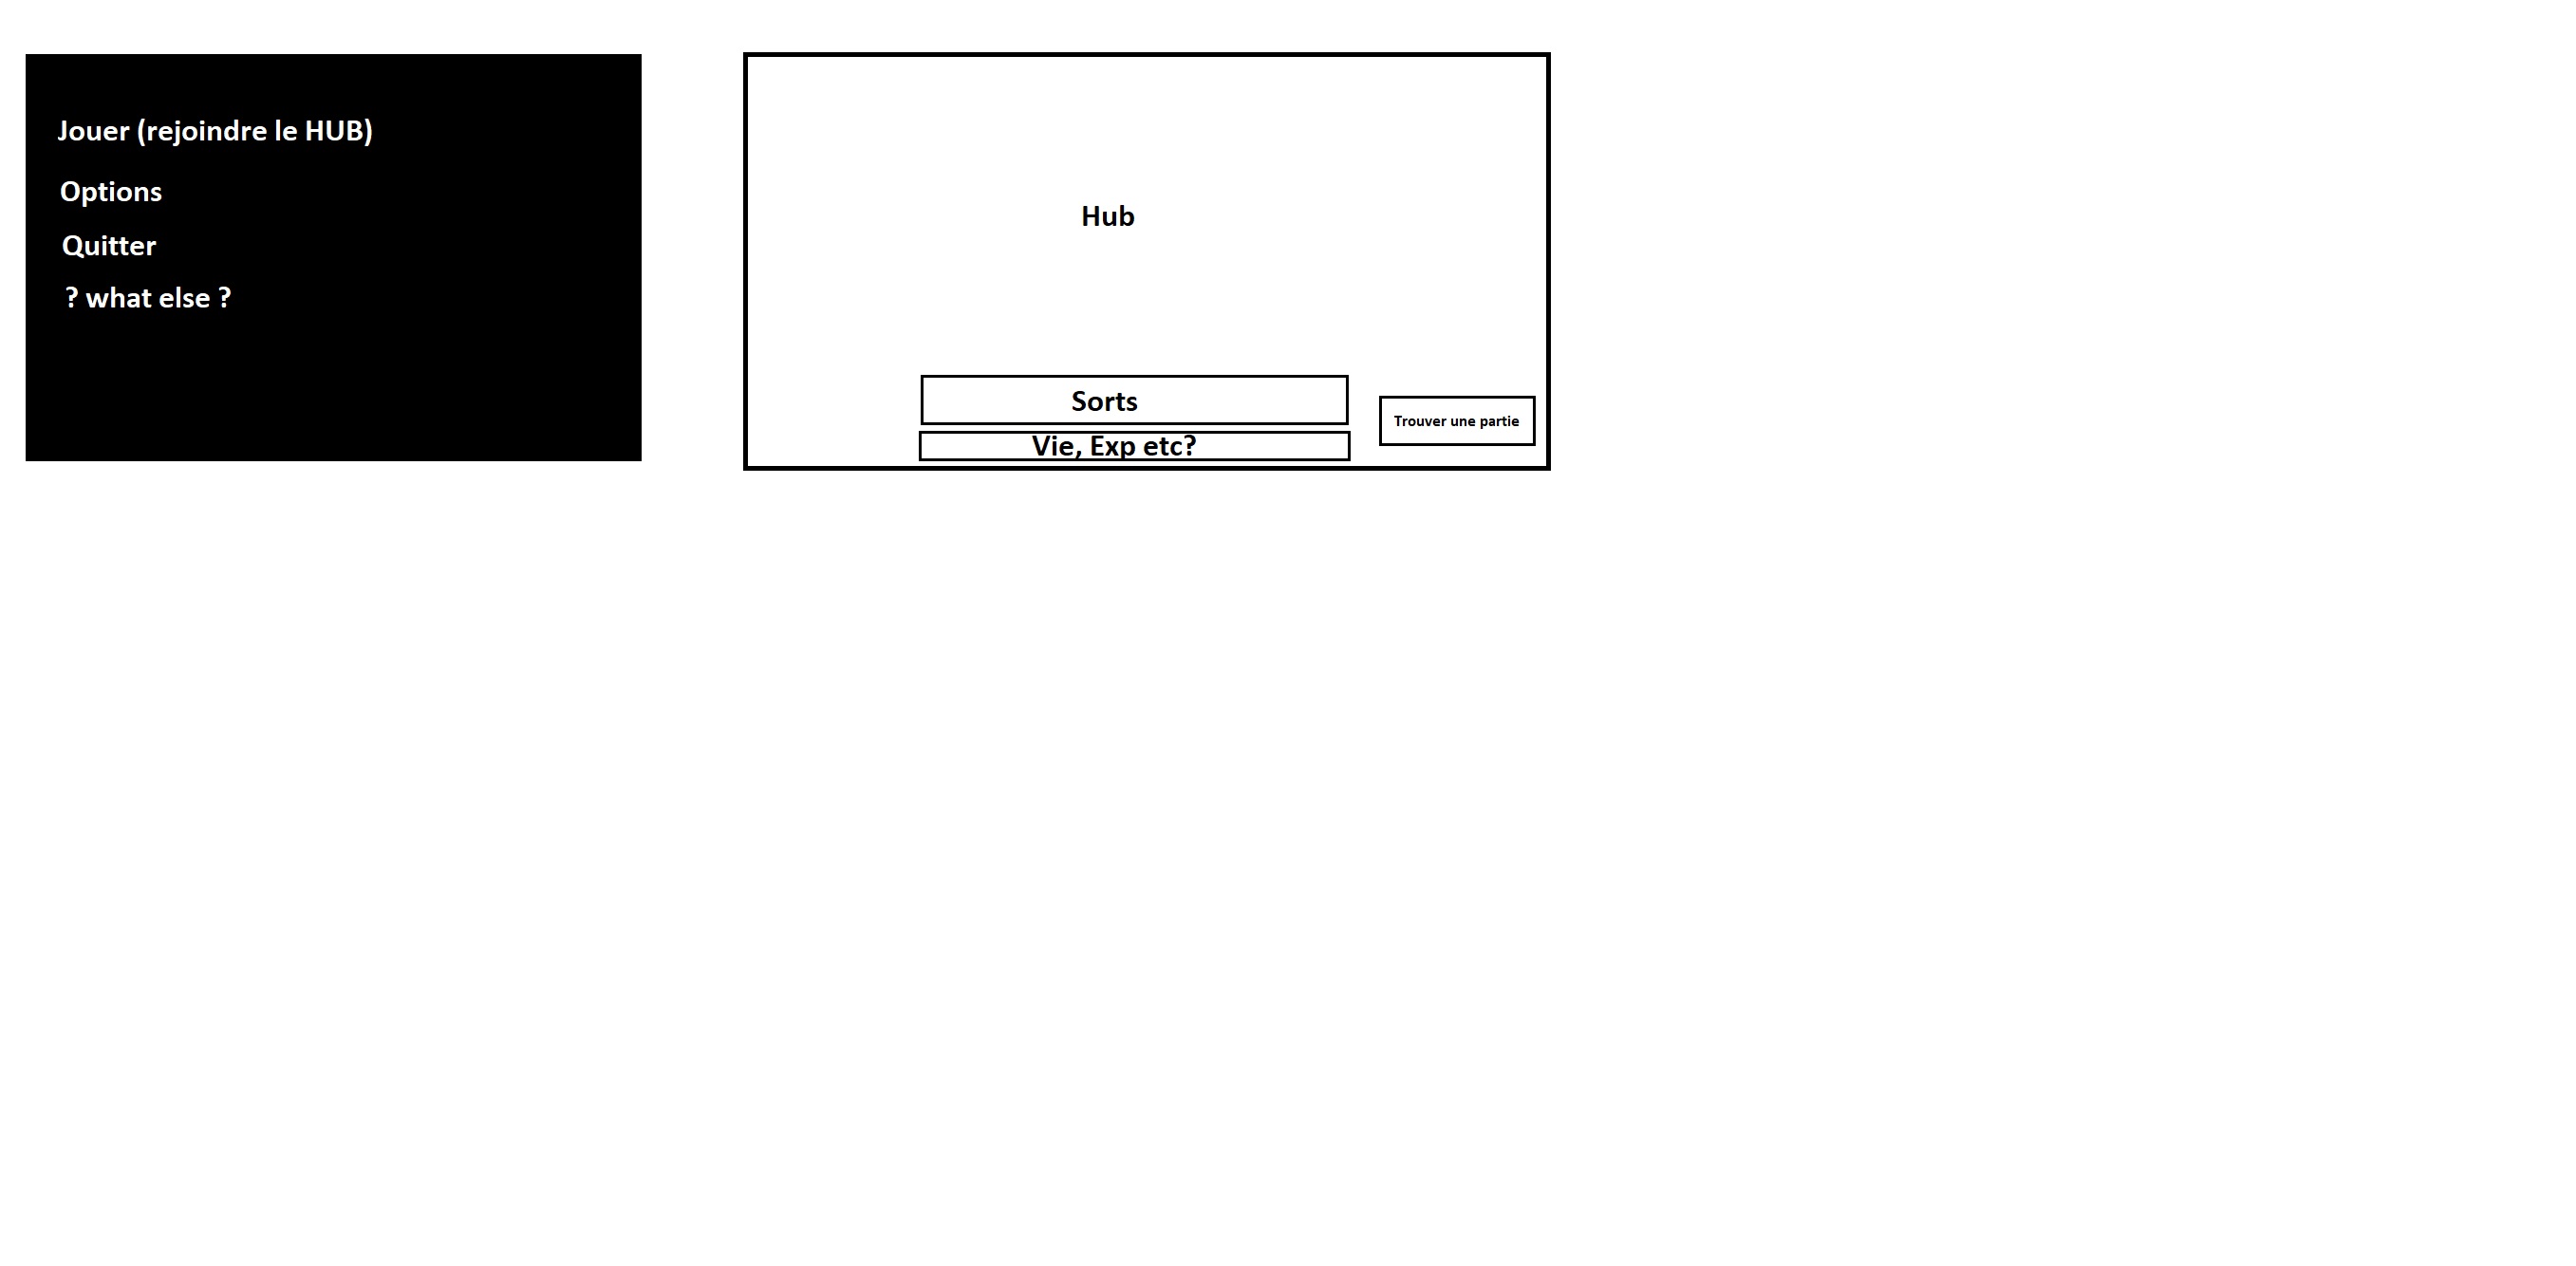 Jouer (rejoindre le HUB)
Options
Quitter
? what else ?
Hub
Sorts
Vie, Exp etc?
Trouver une partie